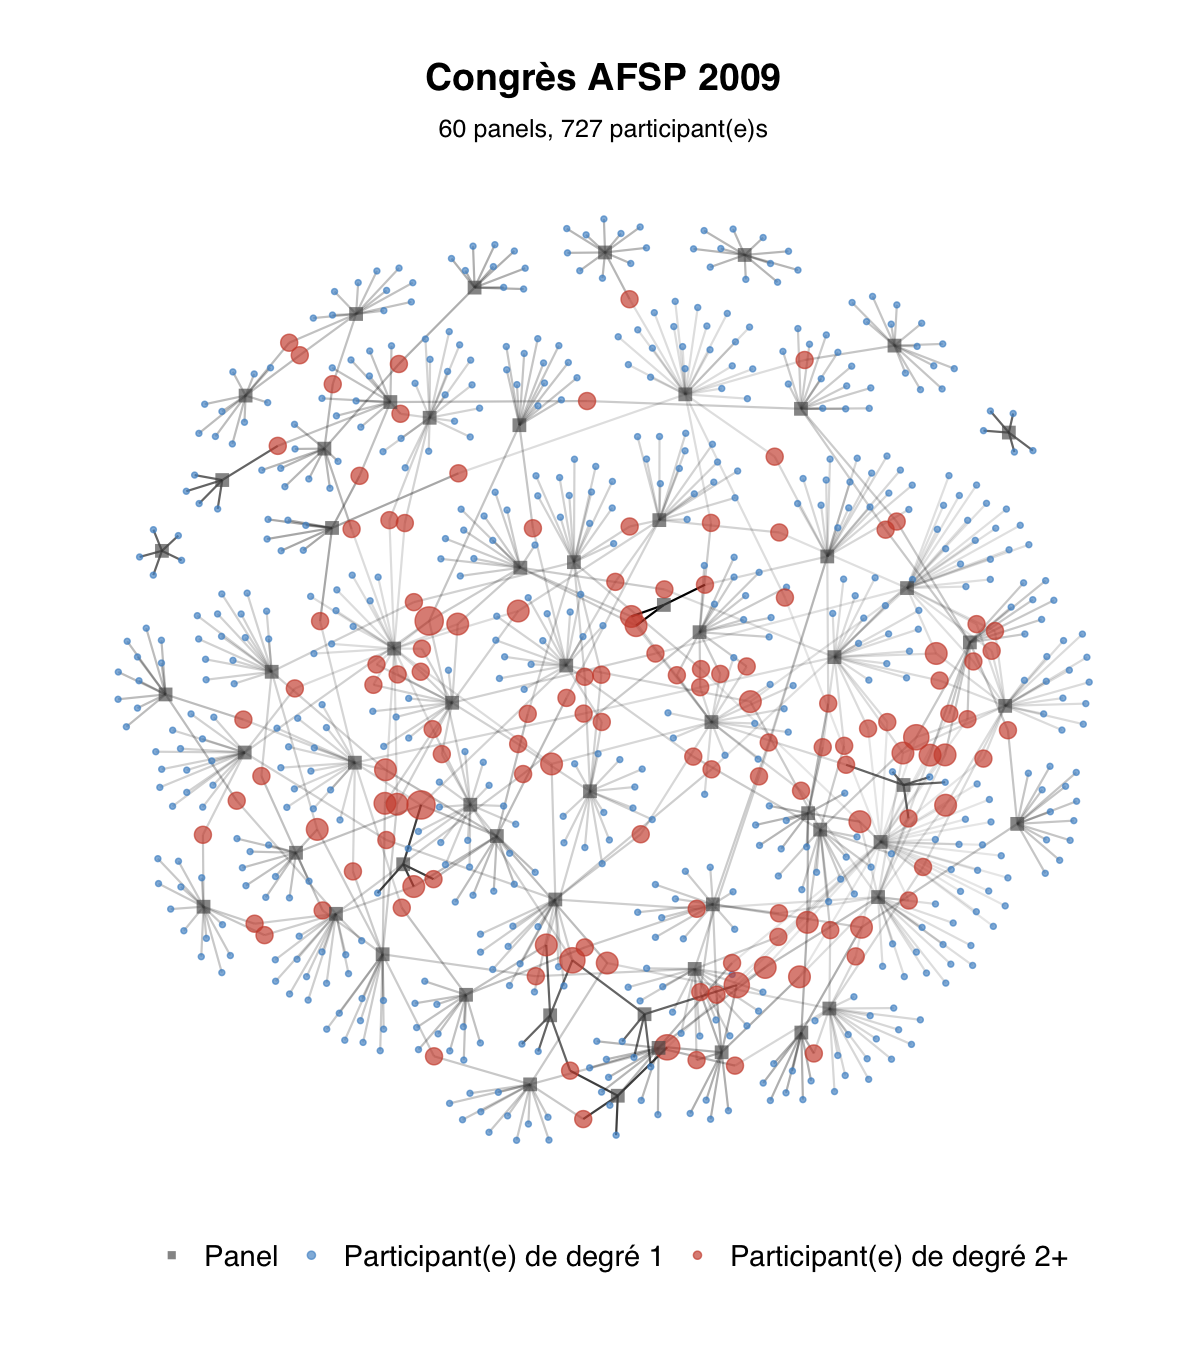 Congrès AFSP 2009
60 panels, 727 participant(e)s
Panel Participant(e) de degré 1 Participant(e) de degré 2+